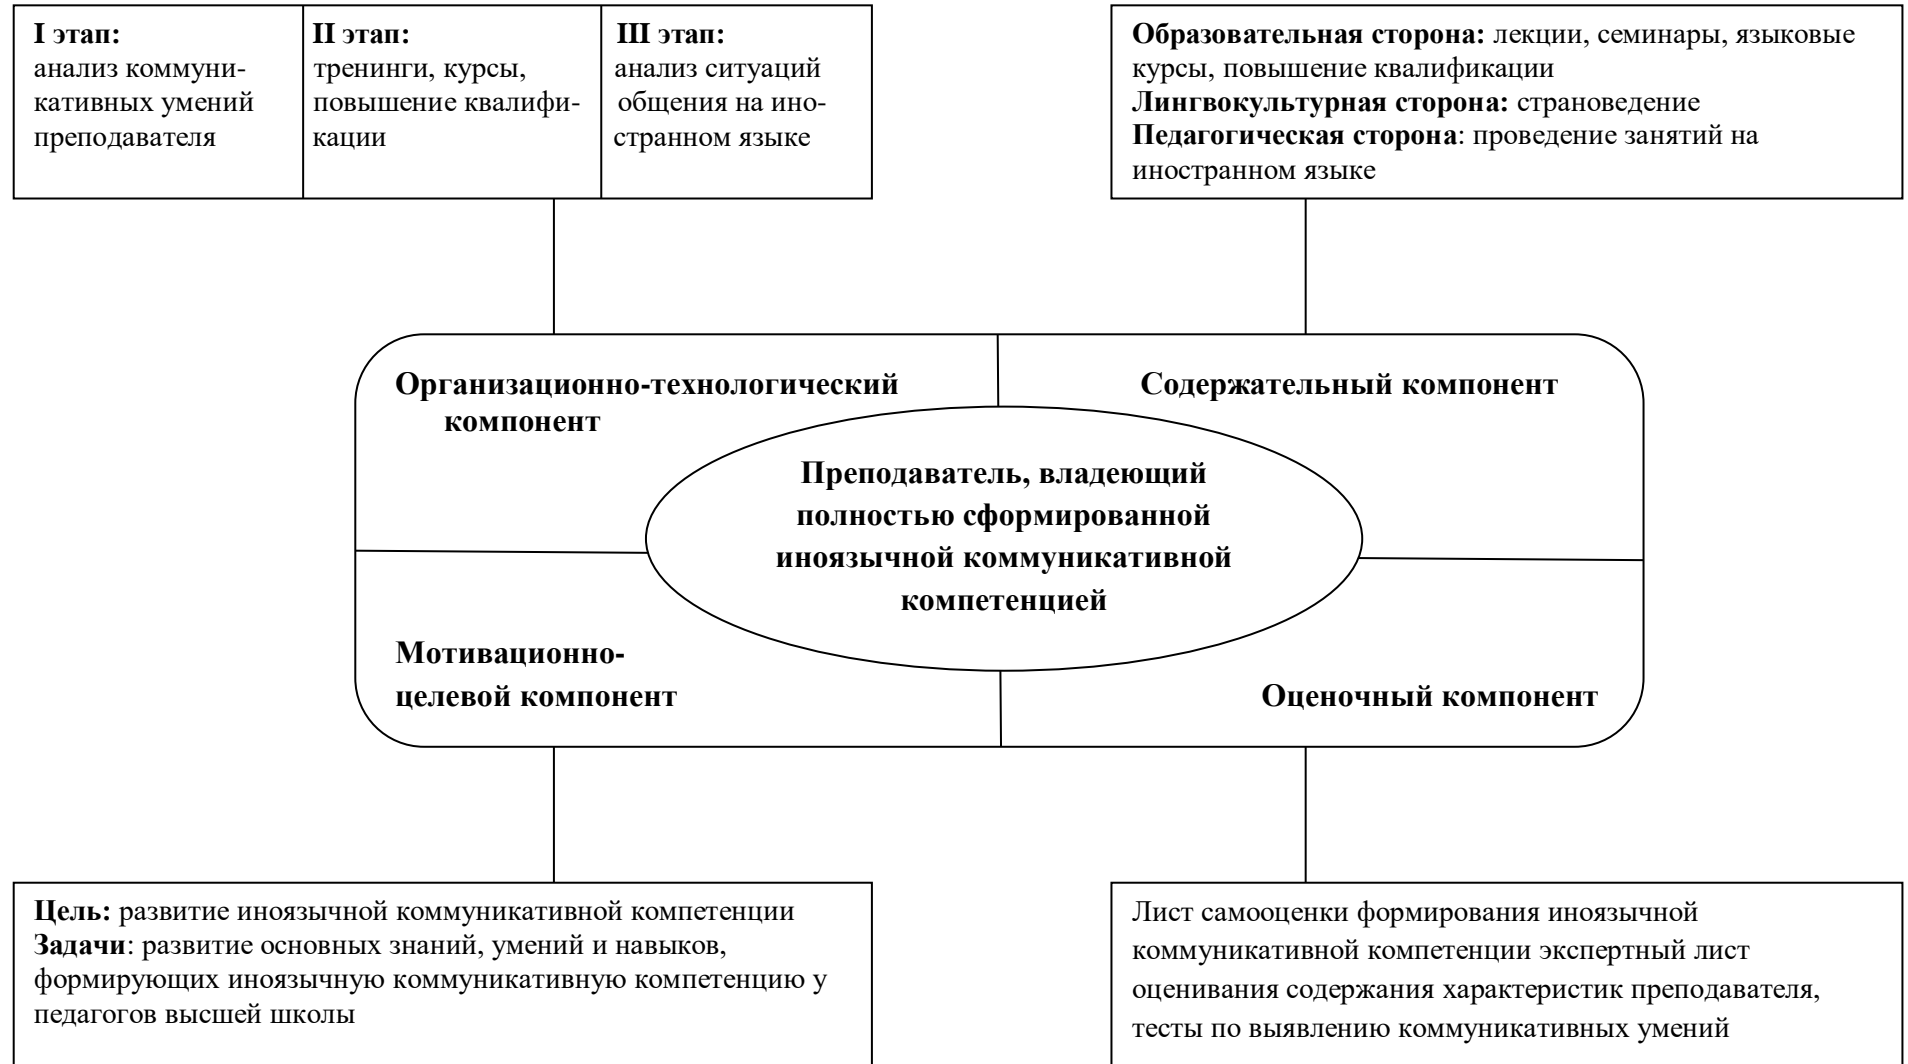 I этап:
анализ коммуни-
кативных умений
преподавателя
II этап:
тренинги, курсы,
повышение квалифи-
кации
III этап:
анализ ситуаций
общения на ино-
странном языке
Образовательная сторона: лекции, семинары, языковые
курсы, повышение квалификации
Лингвокультурная сторона: страноведение
Педагогическая сторона: проведение занятий на
иностранном языке
Организационно-технологический
компонент
Содержательный компонент
Преподаватель, владеющий
полностью сформированной
иноязычной коммуникативной
компетенцией
Мотивационно-
целевой компонент
Оценочный компонент
Цель: развитие иноязычной коммуникативной компетенции
Задачи: развитие основных знаний, умений и навыков,
формирующих иноязычную коммуникативную компетенцию у
педагогов высшей школы
Лист самооценки формирования иноязычной
коммуникативной компетенции экспертный лист
оценивания содержания характеристик преподавателя,
тесты по выявлению коммуникативных умений